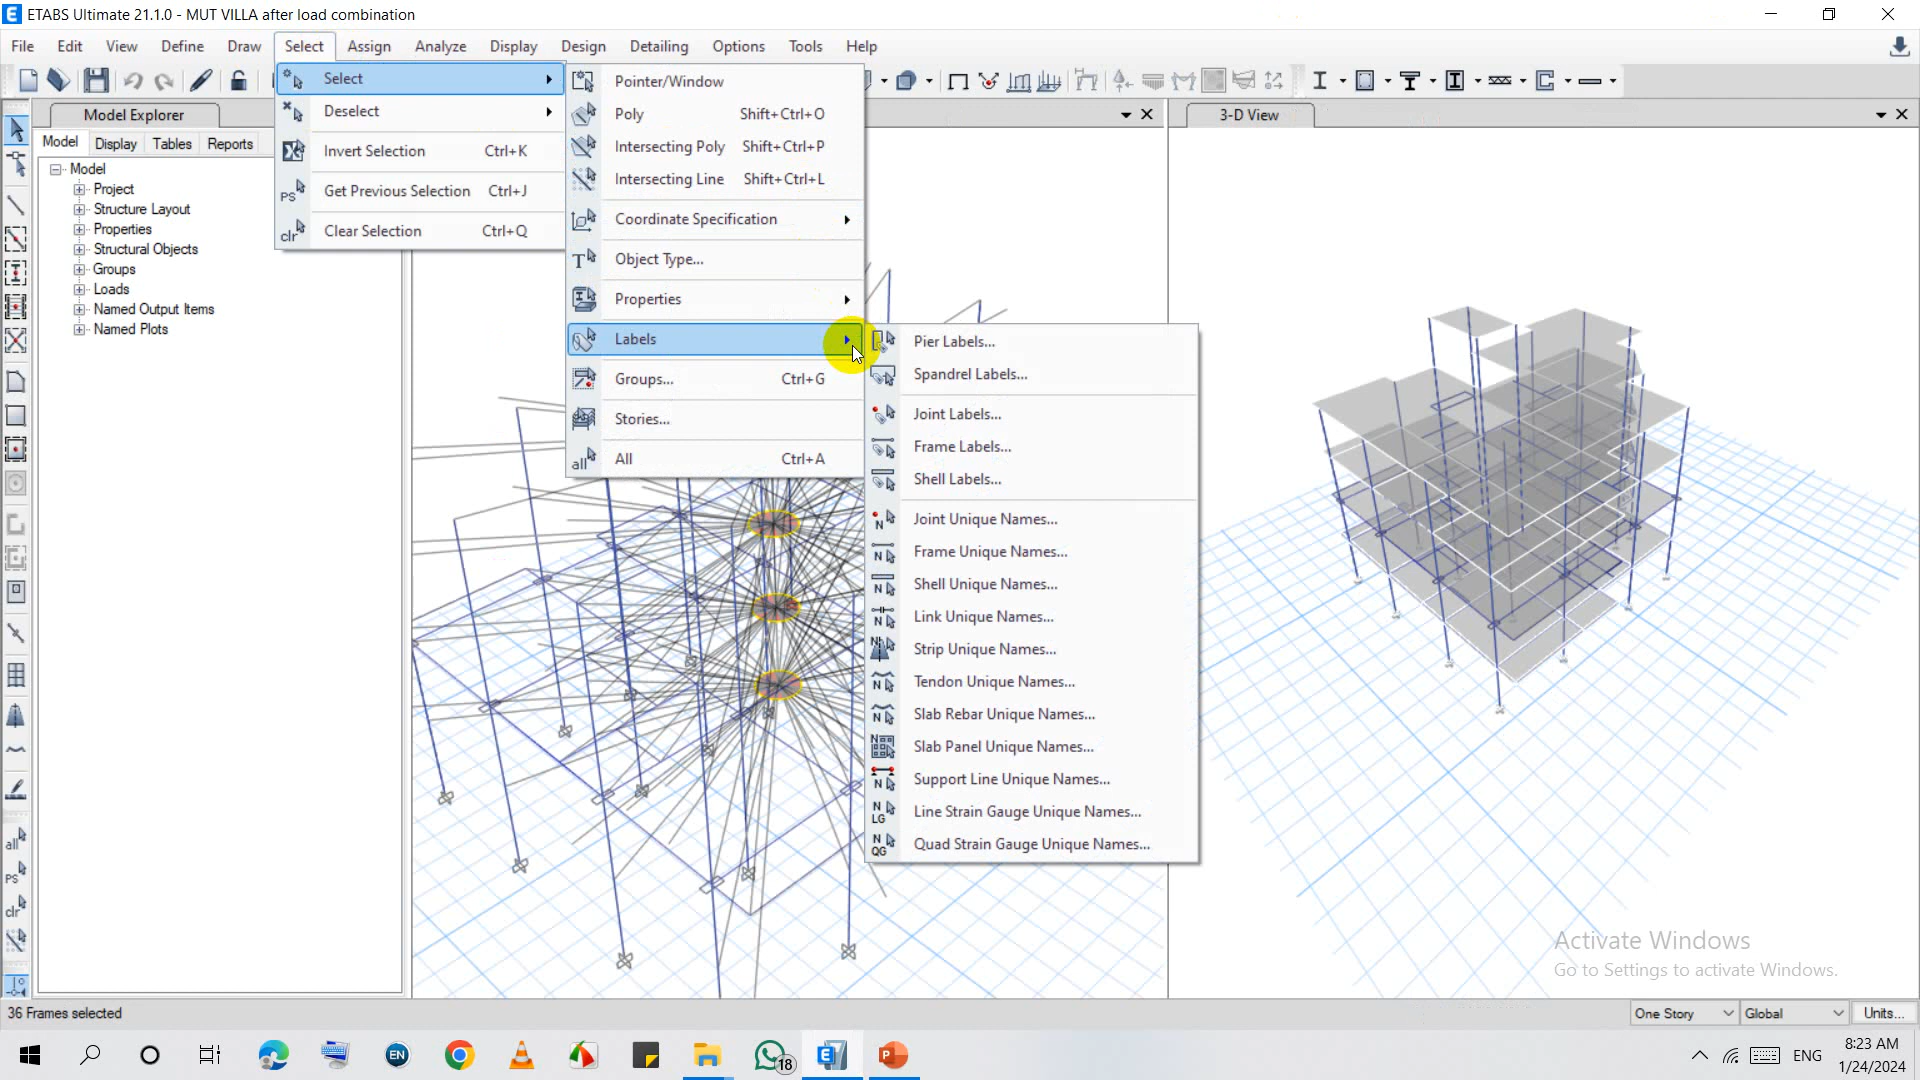 ETABS Ultimate 21.1.0 - MUT VILLA after load combination
File Edit View Define Draw Select Assign Analyze Display Design Detailing Options Tools Help
Model Explorer
Model Display Tables Reports
Model
Project
Structure Layout
Properties
Structural Objects
Groups
Loads
Named Output Items
Named Plots
Select
Deselect
Invert Selection Ctrl+K
Get Previous Selection Ctrl+J
Clear Selection Ctrl+Q
Pointer/Window
Poly Shift+Ctrl+O
Intersecting Poly Shift+Ctrl+P
Intersecting Line Shift+Ctrl+L
Coordinate Specification
Object Type...
Properties
Labels
Groups... Ctrl+G
Stories...
All Ctrl+A
Pier Labels...
Spandrel Labels...
Joint Labels...
Frame Labels...
Shell Labels...
Joint Unique Names...
Frame Unique Names...
Shell Unique Names...
Link Unique Names...
Strip Unique Names...
Tendon Unique Names...
Slab Rebar Unique Names...
Slab Panel Unique Names...
Support Line Unique Names...
Line Strain Gauge Unique Names...
Quad Strain Gauge Unique Names...
3-D View
Activate Windows
Go to Settings to activate Windows.
36 Frames selected
One Story Global Units...
EN
18
ENG
8:23 AM
1/24/2024